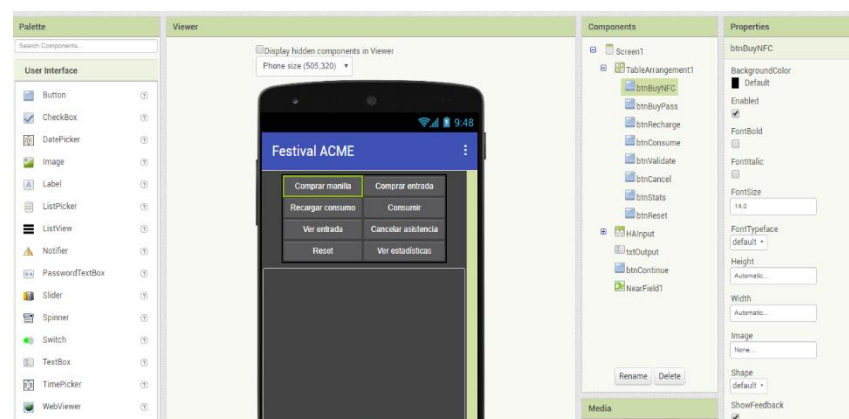 Palette
Search Components...
User Interface
Button
CheckBox
DatePicker
Image
Label
ListPicker
ListView
Notifier
PasswordTextBox
Slider
Spinner
Switch
TextBox
TimePicker
WebViewer
Viewer
Display hidden components in Viewer
Phone size (505,320)
9:48
Festival ACME
Comprar manilla Comprar entrada
Recargar consumo Consumir
Ver entrada Cancelar asistencia
Reset Ver estadísticas
Components
Screen1
TableArrangement1
btnBuyNFC
btnBuyPass
btnRecharge
btnConsume
btnValidate
btnCancel
btnStats
btnReset
HAInput
txtOutput
btnContinue
NearField1
Rename Delete
Media
Properties
btnBuyNFC
BackgroundColor
Default
Enabled
FontBold
FontItalic
FontSize
14.0
FontTypeface
default
Height
Automatic...
Width
Automatic...
Image
None...
Shape
default
ShowFeedback